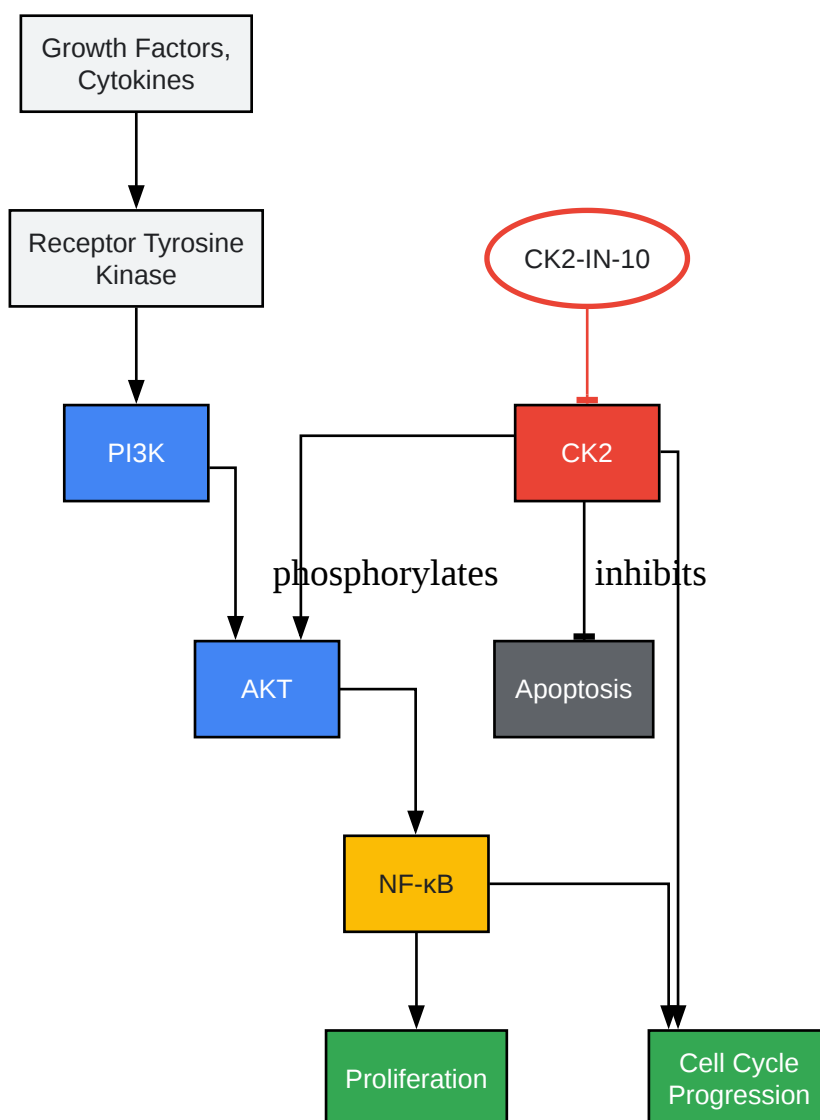 Growth Factors,
Cytokines
Receptor Tyrosine
Kinase
CK2-IN-10
PI3K
CK2
phosphorylates
inhibits
AKT
Apoptosis
NF-κB
Proliferation
Cell Cycle
Progression